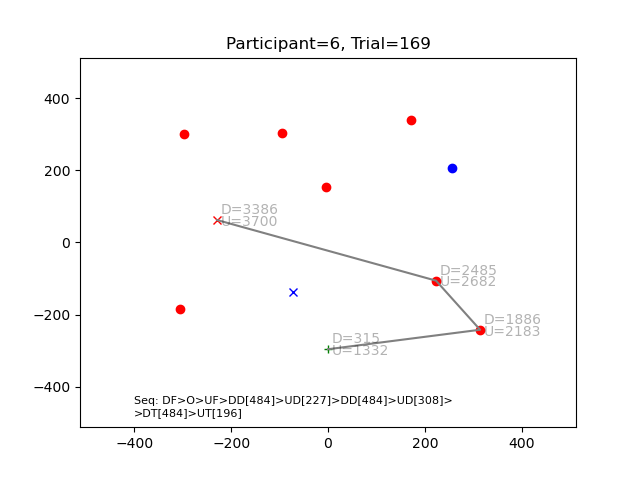 Participant=6, Trial=169
400
200
0
−200
−400
−400
−200
0
200
400
D=3386
U=3700
D=2485
U=2682
D=1886
U=2183
D=315
U=1332
Seq: DF>O>UF>DD[484]>UD[227]>DD[484]>UD[308]>
>DT[484]>UT[196]